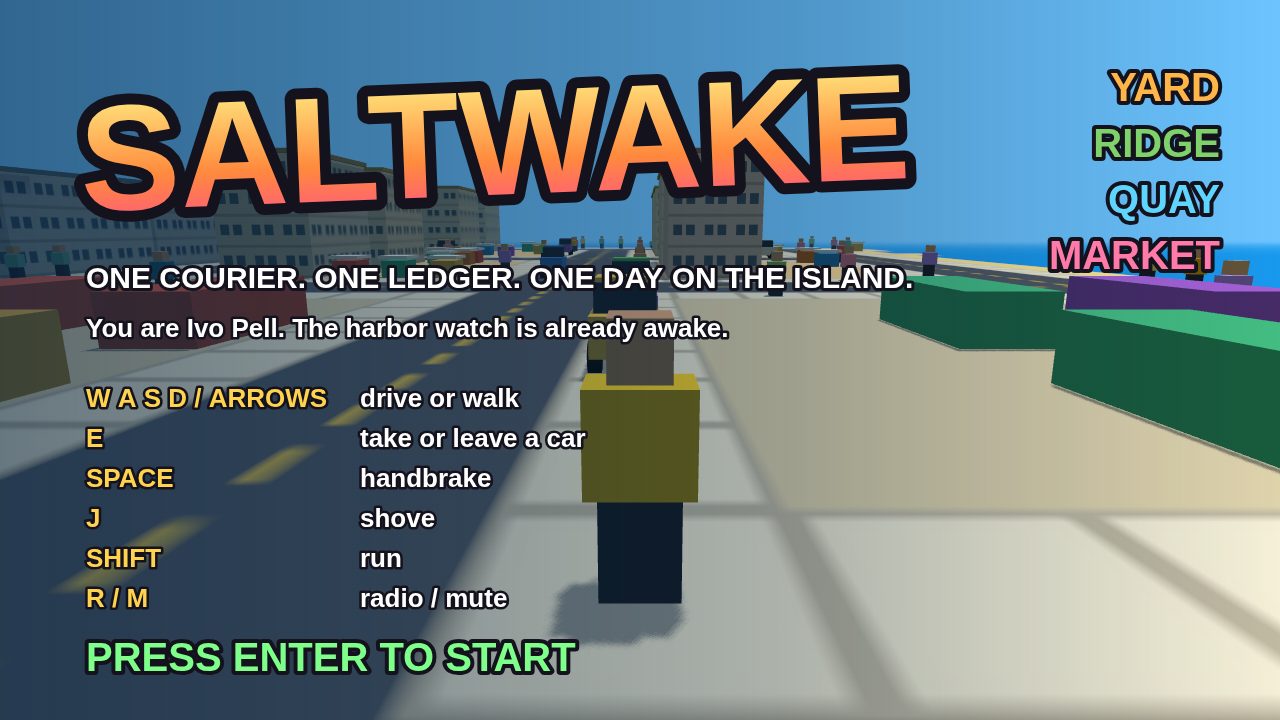 SALTWAKE
YARD
RIDGE
QUAY
MARKET
ONE COURIER. ONE LEDGER. ONE DAY ON THE ISLAND.
You are Ivo Pell. The harbor watch is already awake.
W A S D / ARROWS drive or walk
E take or leave a car
SPACE handbrake
J shove
SHIFT run
R / M radio / mute
PRESS ENTER TO START